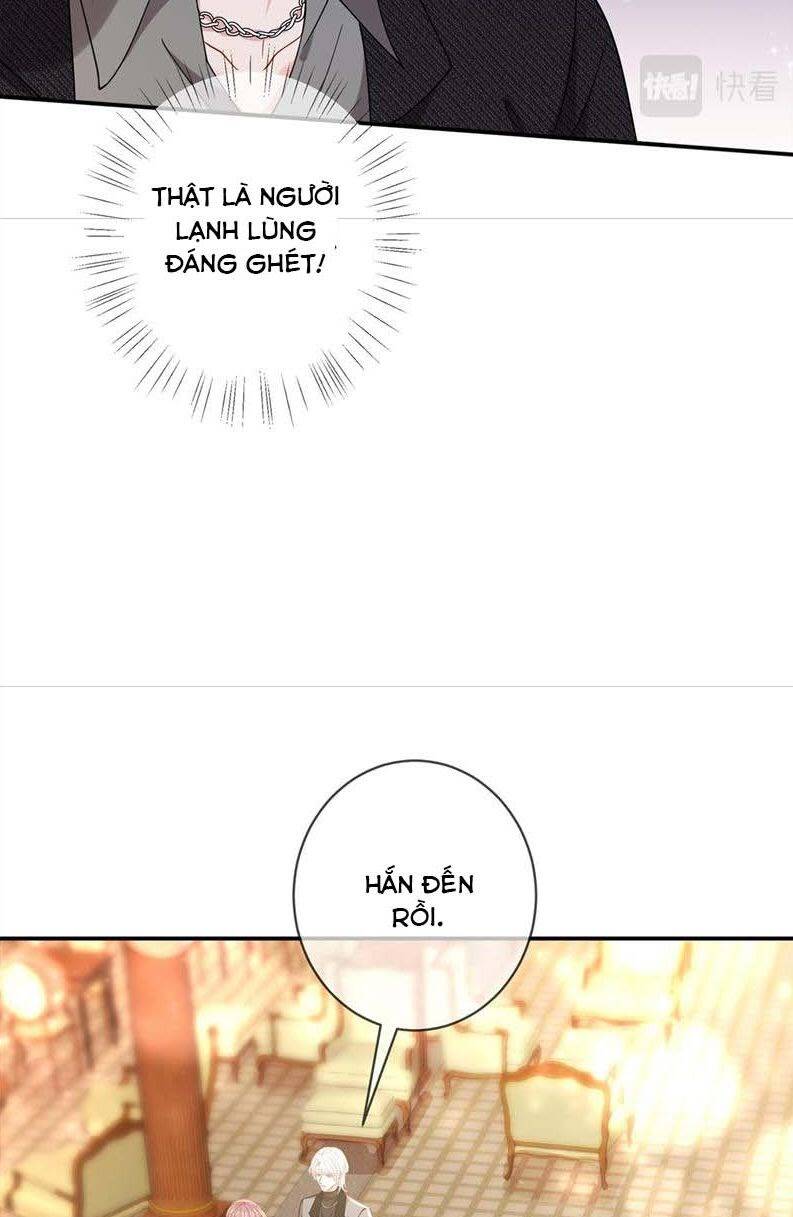 快看! 快看
THẬT LÀ NGƯỜI
LẠNH LÙNG
ĐÁNG GHÉT!
HẮN ĐẾN
RỒI.